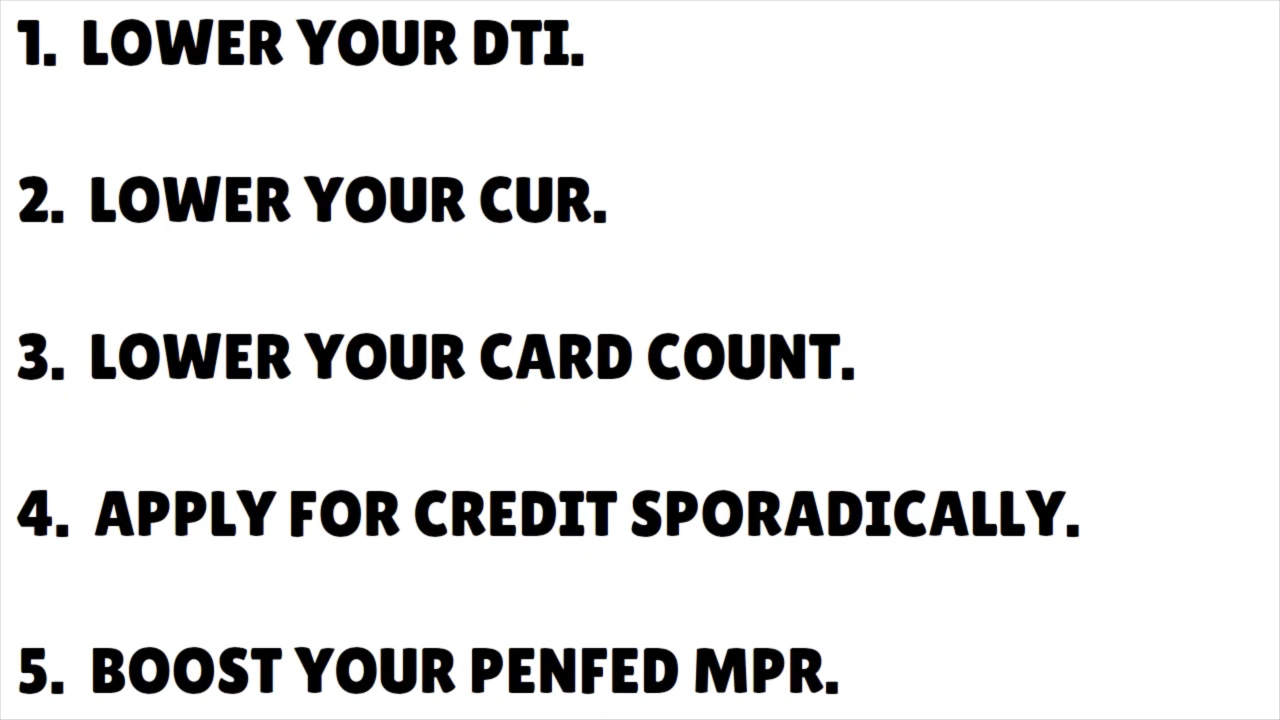 1. LOWER YOUR DTI.
2. LOWER YOUR CUR.
3. LOWER YOUR CARD COUNT.
4. APPLY FOR CREDIT SPORADICALLY.
5. BOOST YOUR PENFED MPR.